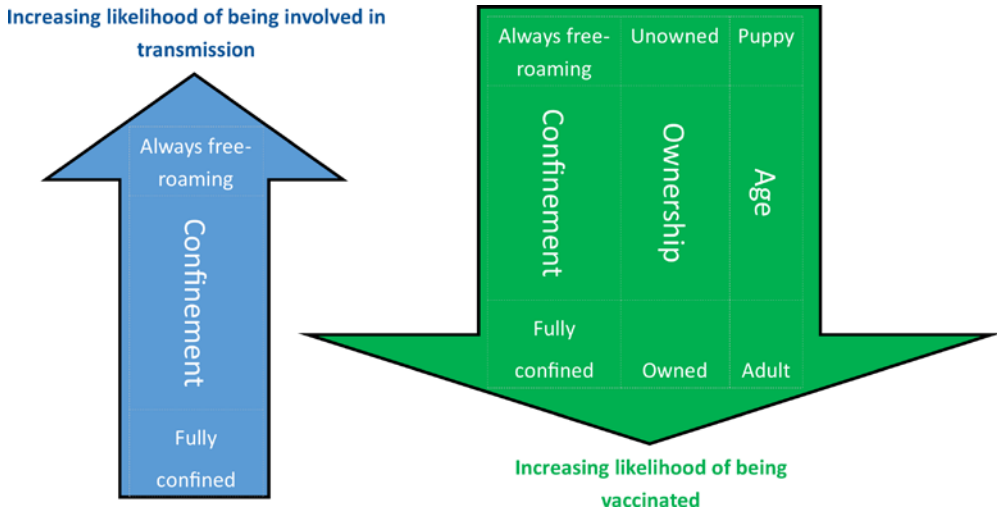 Increasing likelihood of being involved in
transmission
Always free-
roaming
Confinement
Fully
confined
Always free-
roaming
Unowned
Puppy
Confinement
Ownership
Age
Fully
confined
Owned
Adult
Increasing likelihood of being
vaccinated